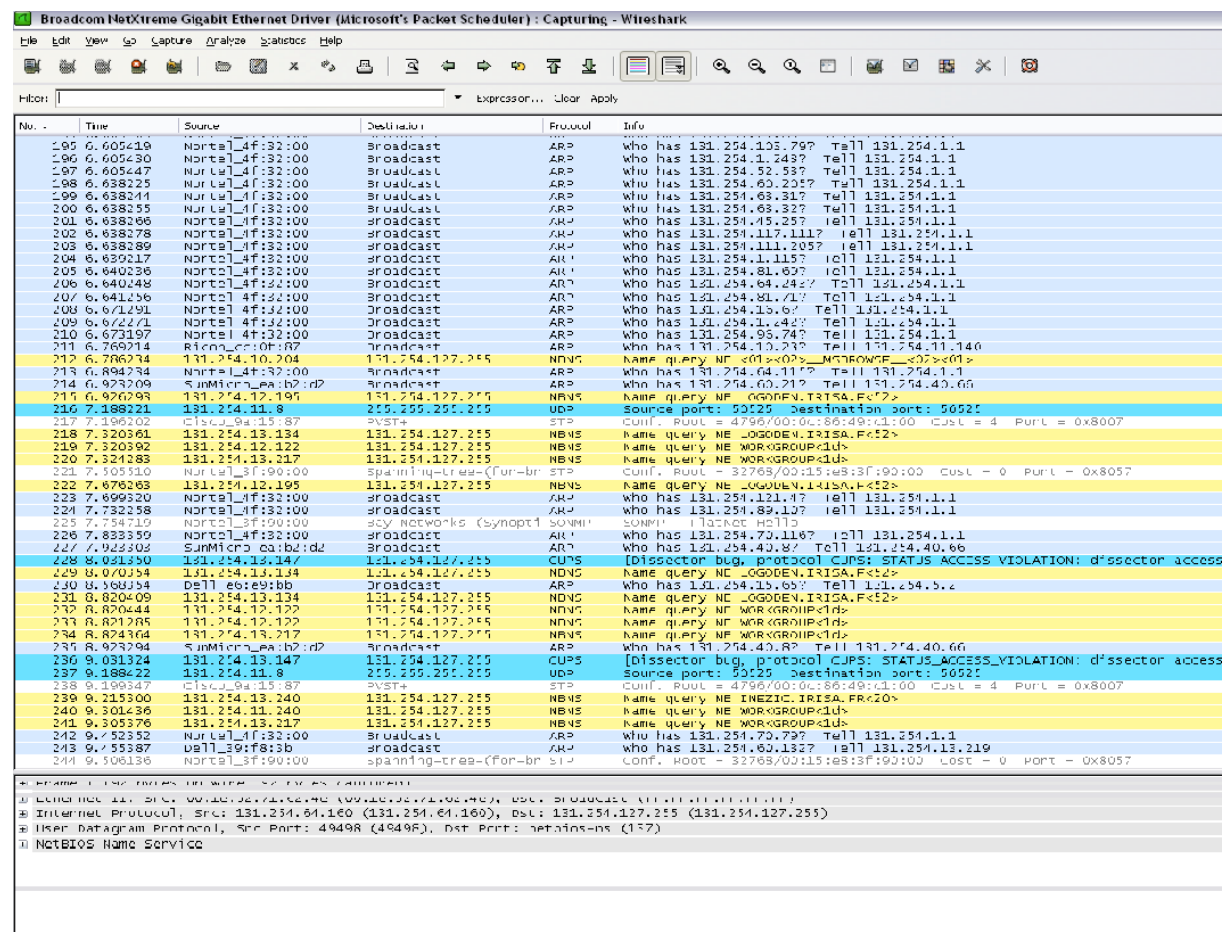 Broadcom NetXtreme Gigabit Ethernet Driver (Microsoft's Packet Scheduler) : Capturing - Wireshark
File Edit View Go Capture Analyze Statistics Help
Filter: Expression... Clear Apply
No. - Time Source Destination Protocol Info
195 6.605419 Nortel_4f:32:00 Broadcast ARP who has 131.254.103.79? Tell 131.254.1.1
196 6.605430 Nortel_4f:32:00 Broadcast ARP who has 131.254.1.243? Tell 131.254.1.1
197 6.605447 Nortel_4f:32:00 Broadcast ARP who has 131.254.52.53? Tell 131.254.1.1
198 6.638225 Nortel_4f:32:00 Broadcast ARP who has 131.254.60.205? Tell 131.254.1.1
199 6.638244 Nortel_4f:32:00 Broadcast ARP who has 131.254.63.31? Tell 131.254.1.1
200 6.638255 Nortel_4f:32:00 Broadcast ARP who has 131.254.63.32? Tell 131.254.1.1
201 6.638266 Nortel_4f:32:00 Broadcast ARP who has 131.254.45.25? Tell 131.254.1.1
202 6.638278 Nortel_4f:32:00 Broadcast ARP who has 131.254.117.111? Tell 131.254.1.1
203 6.638289 Nortel_4f:32:00 Broadcast ARP who has 131.254.111.205? Tell 131.254.1.1
204 6.639217 Nortel_4f:32:00 Broadcast ARP who has 131.254.1.115? Tell 131.254.1.1
205 6.640236 Nortel_4f:32:00 Broadcast ARP who has 131.254.81.69? Tell 131.254.1.1
206 6.640248 Nortel_4f:32:00 Broadcast ARP who has 131.254.64.243? Tell 131.254.1.1
207 6.641256 Nortel_4f:32:00 Broadcast ARP who has 131.254.81.71? Tell 131.254.1.1
208 6.671291 Nortel_4f:32:00 Broadcast ARP who has 131.254.15.6? Tell 131.254.1.1
209 6.672271 Nortel_4f:32:00 Broadcast ARP who has 131.254.1.242? Tell 131.254.1.1
210 6.673197 Nortel_4f:32:00 Broadcast ARP who has 131.254.96.74? Tell 131.254.1.1
211 6.769214 Broadcast ARP who has 131.254.10.23? Tell 131.254.11.140
212 6.786234 131.254.10.204 131.254.127.255 NBNS Name query NB <01><02>__MSBROWSE__<02><01>
213 6.894234 Nortel_4f:32:00 Broadcast ARP who has 131.254.64.115? Tell 131.254.1.1
214 6.923209 SunMicro_ea:b2:d2 Broadcast ARP who has 131.254.60.21? Tell 131.254.40.66
215 6.926293 131.254.12.195 131.254.127.255 NBNS Name query NB LOGODEN.IRISA.FR<52>
216 7.188221 131.254.11.8 255.255.255.255 UDP Source port: 50525 Destination port: 50525
217 7.196202 Cisco_9a:15:87 PVST+ STP Conf. Root = 4796/00:0c:86:49:c1:00 Cost = 4 Port = 0x8007
218 7.320361 131.254.13.134 131.254.127.255 NBNS Name query NB LOGODEN.IRISA.FR<52>
219 7.320392 131.254.12.122 131.254.127.255 NBNS Name query NB WORKGROUP<1d>
220 7.324283 131.254.13.217 131.254.127.255 NBNS Name query NB WORKGROUP<1d>
221 7.505510 Nortel_3f:90:00 Spanning-tree-(for-br STP Conf. Root = 32768/00:15:e8:3f:90:00 Cost = 0 Port = 0x8057
222 7.676263 131.254.12.195 131.254.127.255 NBNS Name query NB LOGODEN.IRISA.FR<52>
223 7.699320 Nortel_4f:32:00 Broadcast ARP who has 131.254.121.4? Tell 131.254.1.1
224 7.732258 Nortel_4f:32:00 Broadcast ARP who has 131.254.89.10? Tell 131.254.1.1
225 7.754719 Nortel_3f:90:00 Bay Networks (Synopti SONMP SONMP - FlatNet Hello
226 7.833359 Nortel_4f:32:00 Broadcast ARP who has 131.254.70.116? Tell 131.254.1.1
227 7.923303 SunMicro_ea:b2:d2 Broadcast ARP who has 131.254.40.8? Tell 131.254.40.66
228 8.031350 131.254.13.147 131.254.127.255 CUPS [Dissector bug, protocol CUPS: STATUS_ACCESS_VIOLATION: dissector access
229 8.070354 131.254.13.134 131.254.127.255 NBNS Name query NB LOGODEN.IRISA.FR<52>
230 8.568354 Dell_e6:e9:bb Broadcast ARP who has 131.254.15.65? Tell 131.254.5.2
231 8.820409 131.254.13.134 131.254.127.255 NBNS Name query NB LOGODEN.IRISA.FR<52>
232 8.820444 131.254.12.122 131.254.127.255 NBNS Name query NB WORKGROUP<1d>
233 8.821285 131.254.12.122 131.254.127.255 NBNS Name query NB WORKGROUP<1d>
234 8.824364 131.254.13.217 131.254.127.255 NBNS Name query NB WORKGROUP<1d>
235 8.923294 SunMicro_ea:b2:d2 Broadcast ARP who has 131.254.40.8? Tell 131.254.40.66
236 9.031324 131.254.13.147 131.254.127.255 CUPS [Dissector bug, protocol CUPS: STATUS_ACCESS_VIOLATION: dissector access
237 9.188422 131.254.11.8 255.255.255.255 UDP Source port: 50525 Destination port: 50525
238 9.199347 Cisco_9a:15:87 PVST+ STP Conf. Root = 4796/00:0c:86:49:c1:00 Cost = 4 Port = 0x8007
239 9.215300 131.254.13.240 131.254.127.255 NBNS Name query NB INEZIC.IRISA.FR<20>
240 9.301436 131.254.11.240 131.254.127.255 NBNS Name query NB WORKGROUP<1d>
241 9.305376 131.254.13.217 131.254.127.255 NBNS Name query NB WORKGROUP<1d>
242 9.452352 Nortel_4f:32:00 Broadcast ARP who has 131.254.70.79? Tell 131.254.1.1
243 9.455387 Dell_39:f8:3b Broadcast ARP who has 131.254.60.132? Tell 131.254.13.219
244 9.506136 Nortel_3f:90:00 Spanning-tree-(for-br STP Conf. Root = 32768/00:15:e8:3f:90:00 Cost = 0 Port = 0x8057
Ethernet II, Src: Dst: Broadcast (ff:ff:ff:ff:ff:ff)
Internet Protocol, Src: 131.254.64.160 (131.254.64.160), Dst: 131.254.127.255 (131.254.127.255)
User Datagram Protocol, Src Port: 49498 (49498), Dst Port: netbios-ns (137)
NetBIOS Name Service